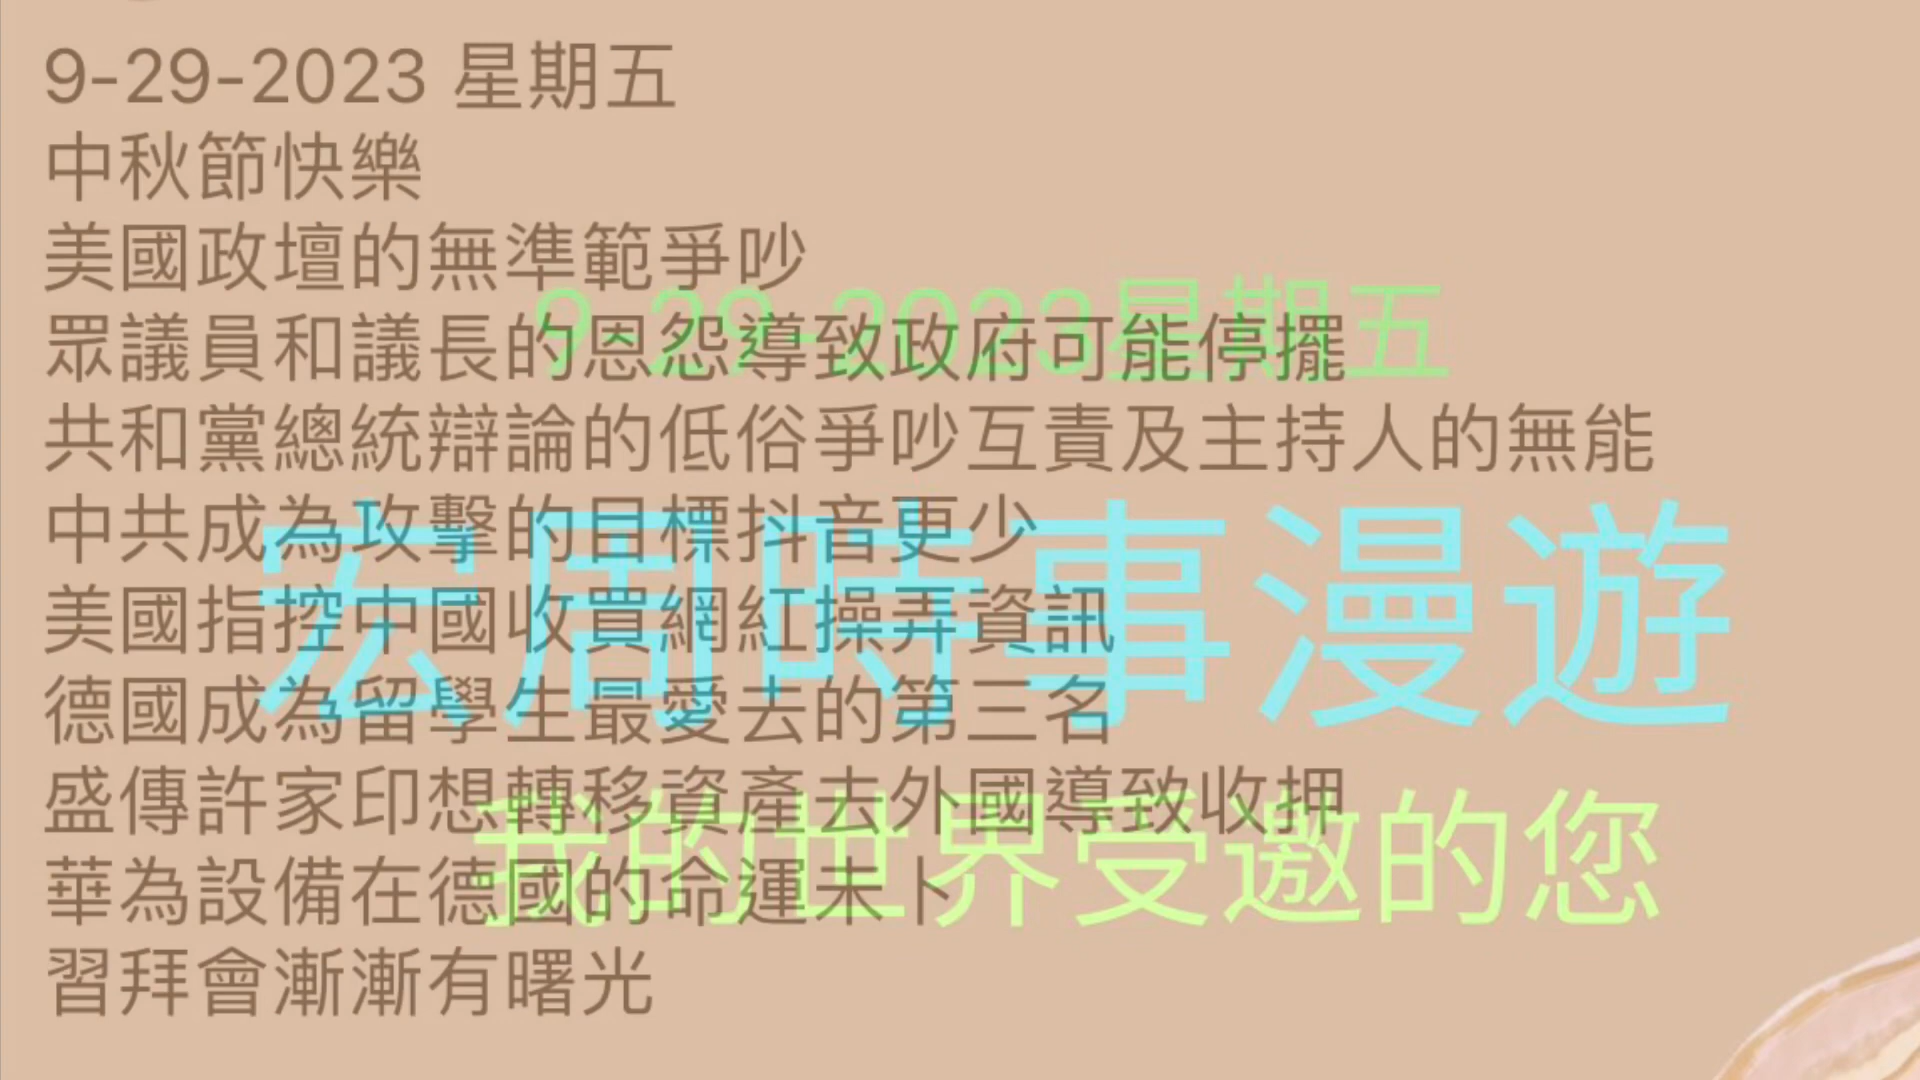 9-29-2023 星期五
中秋節快樂
美國政壇的無準範爭吵
9-29-2023星期五
眾議員和議長的恩怨導致政府可能停擺
共和黨總統辯論的低俗爭吵互責及主持人的無能
中共成為攻擊的目標抖音更少
宏周時事漫遊
美國指控中國收買網紅操弄資訊
德國成為留學生最愛去的第三名
盛傳許家印想轉移資產去外國導致收押
我的世界受邀的您
華為設備在德國的命運未卜
習拜會漸漸有曙光